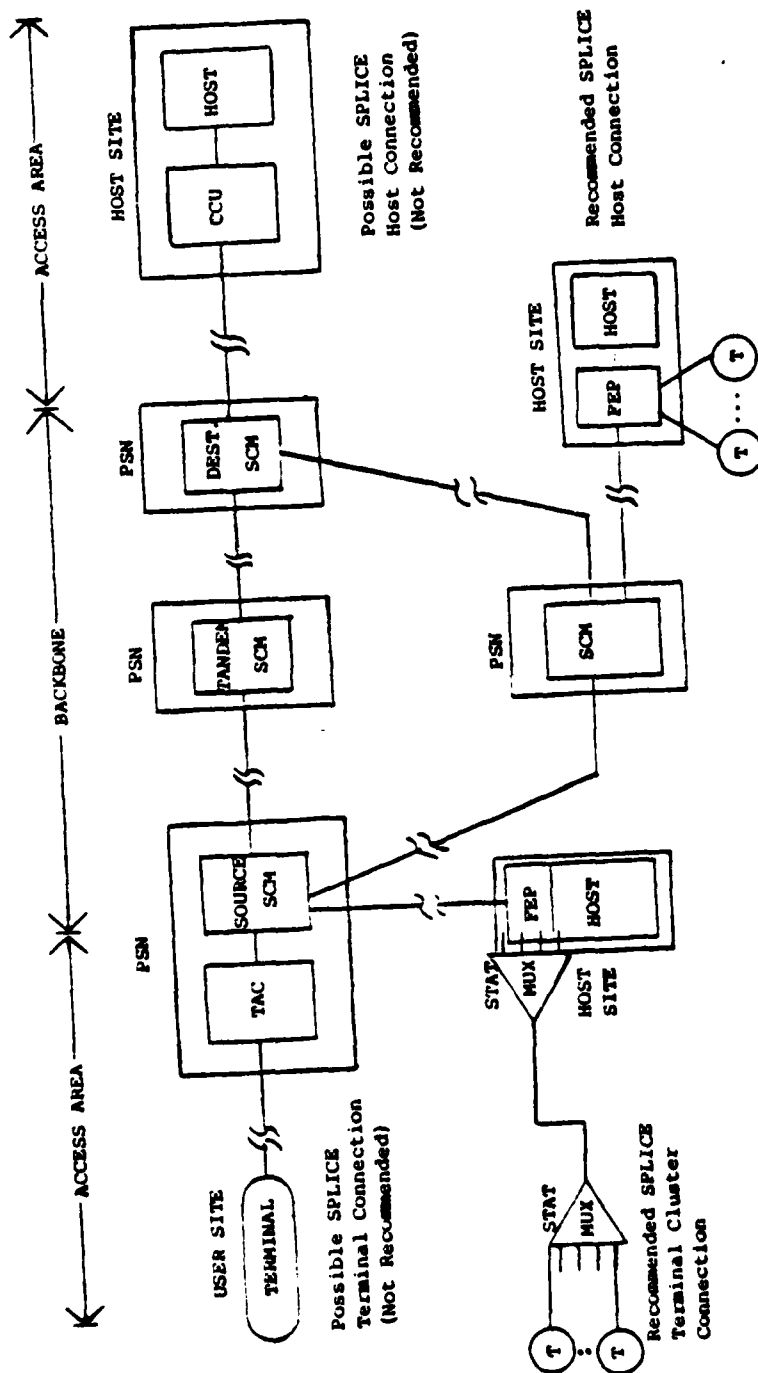 ACCESS AREA
BACKBONE
ACCESS AREA
USER SITE
TERMINAL
Possible SPLICE
Terminal Connection
(Not Recommended)
PSN
TAC
SOURCE
SCM
PSN
TANDEM
SCM
PSN
DEST.
SCM
HOST SITE
CCU
HOST
Possible SPLICE
Host Connection
(Not Recommended)
T
:
T
STAT
MUX
Recommended SPLICE
Terminal Cluster
Connection
STAT
MUX
HOST
SITE
FEP
HOST
PSN
SCM
HOST SITE
FEP
HOST
T
...
T
Recommended SPLICE
Host Connection